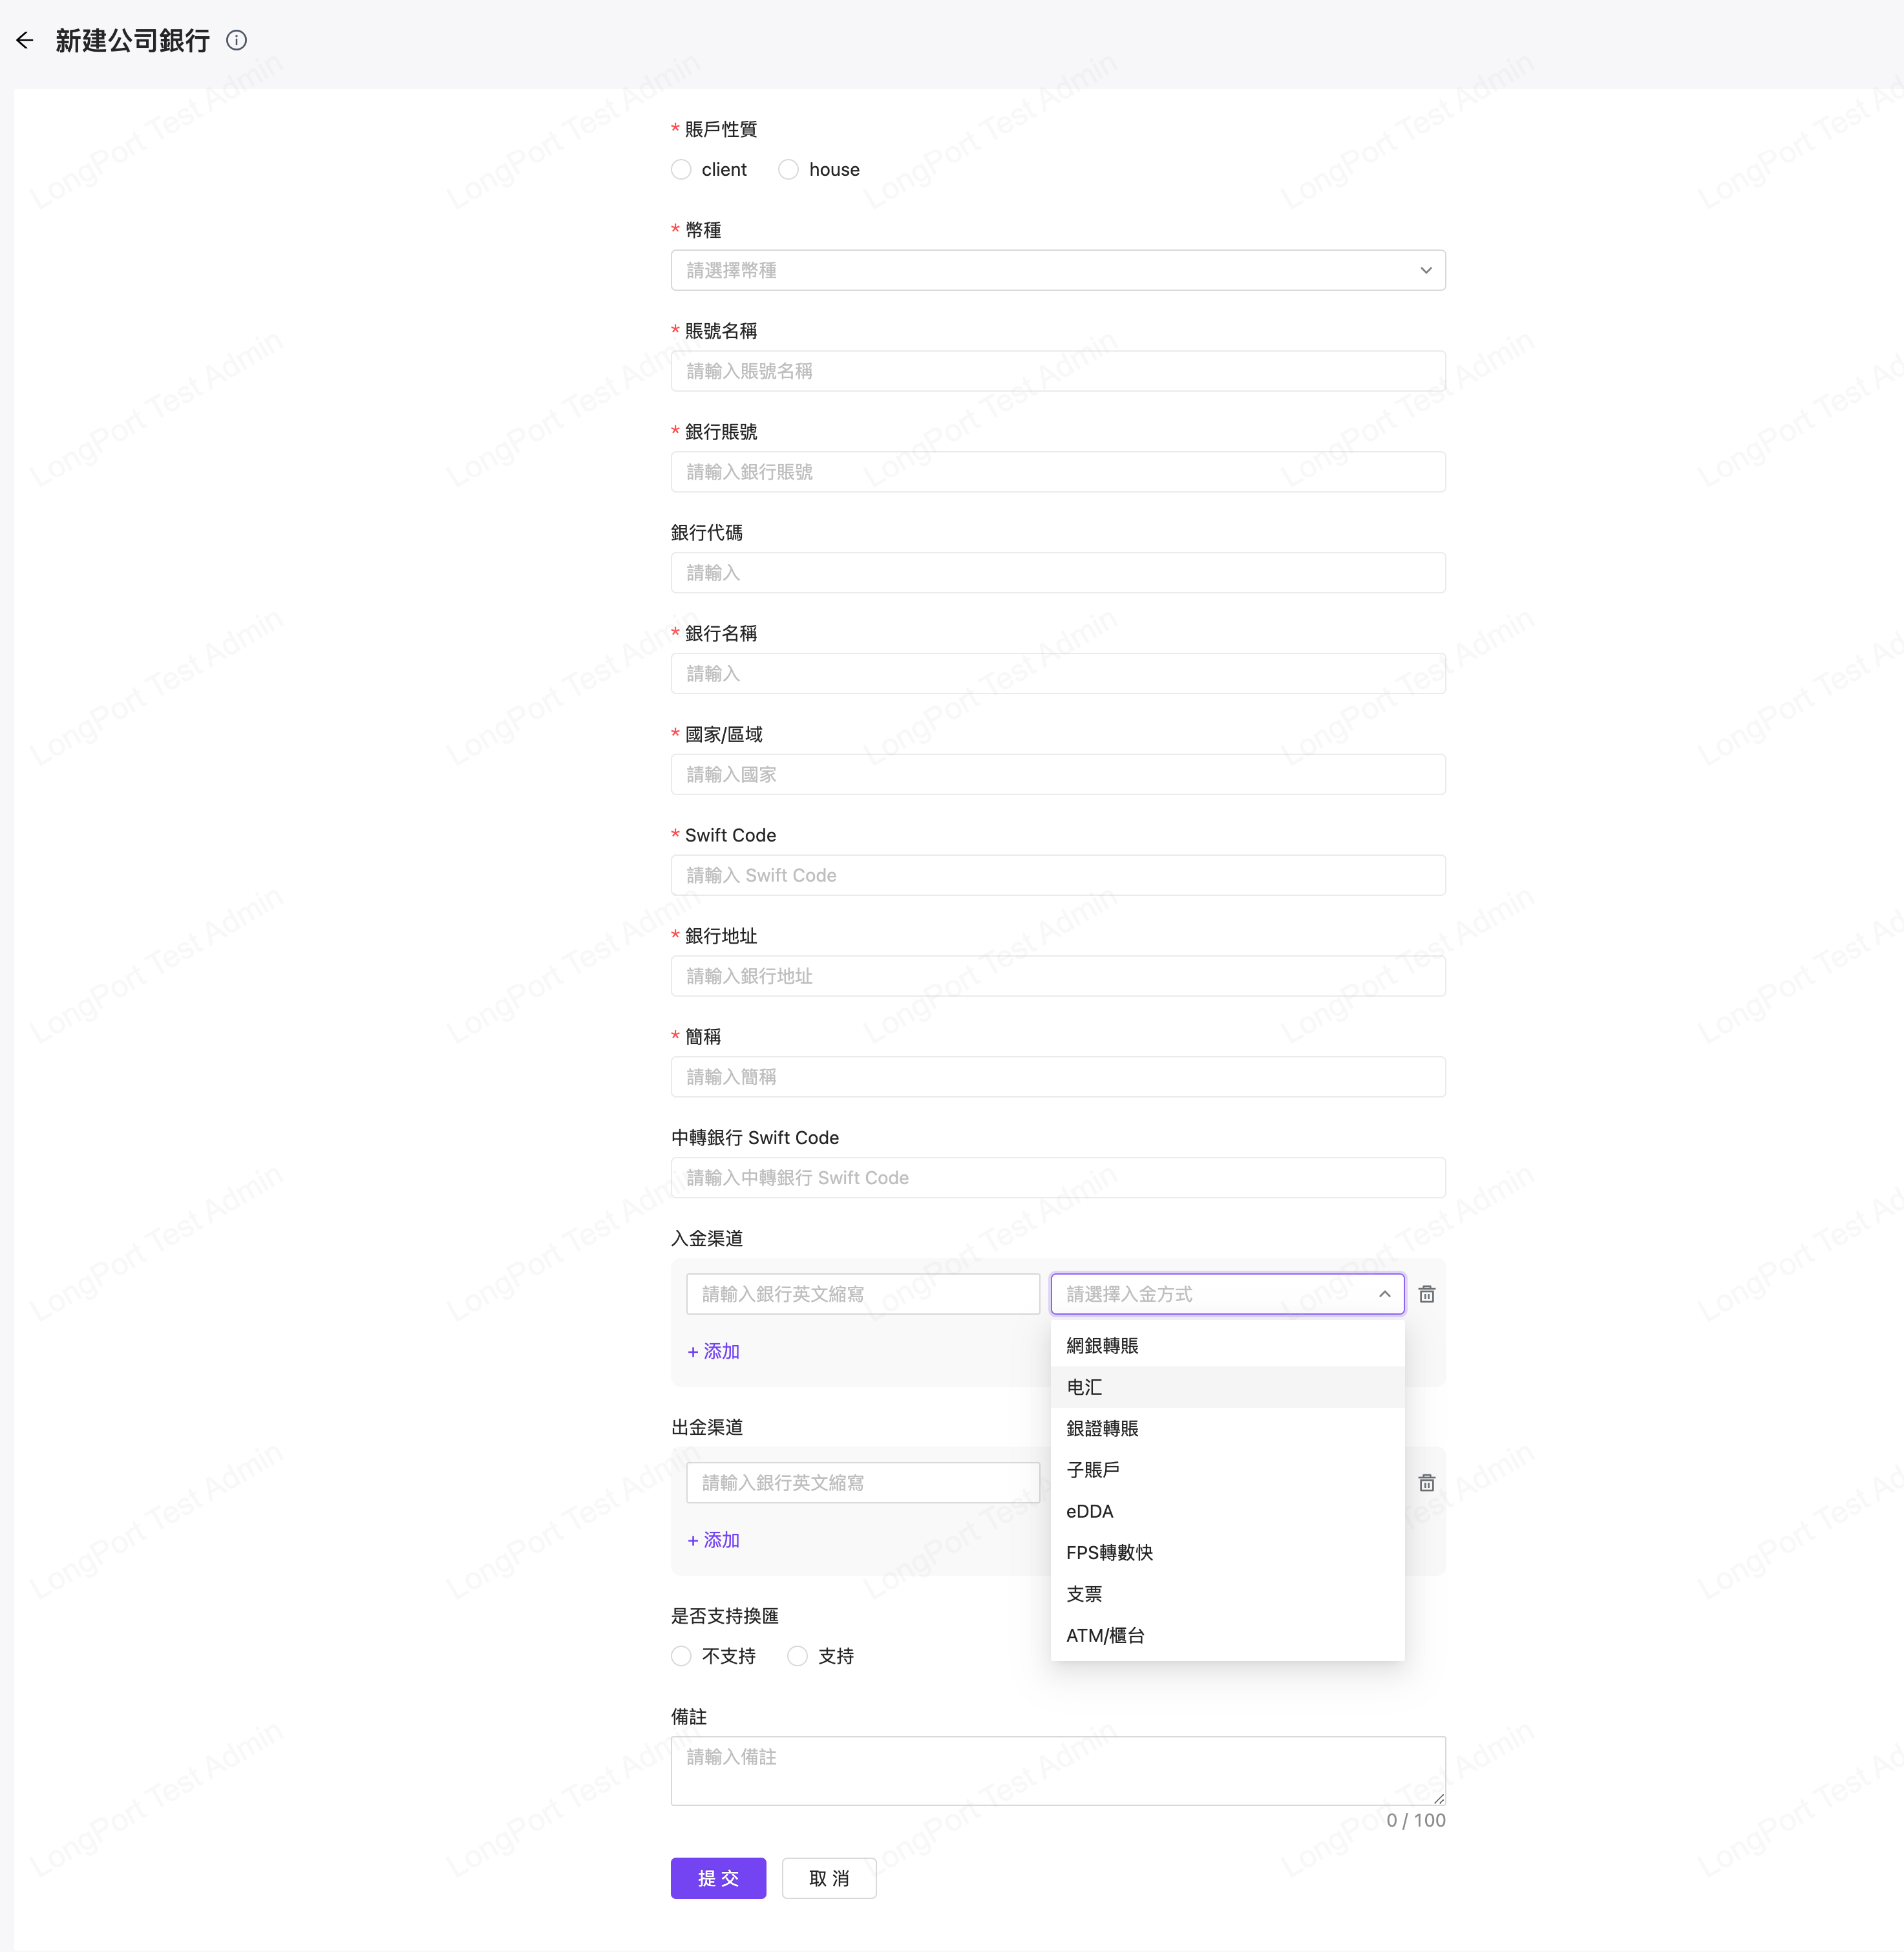 新建公司銀行
* 賬戶性質
client
house
* 幣種
請選擇幣種
* 賬號名稱
請輸入賬號名稱
* 銀行賬號
請輸入銀行賬號
銀行代碼
請輸入
* 銀行名稱
請輸入
* 國家/區域
請輸入國家
* Swift Code
請輸入 Swift Code
* 銀行地址
請輸入銀行地址
* 簡稱
請輸入簡稱
中轉銀行 Swift Code
請輸入中轉銀行 Swift Code
入金渠道
請輸入銀行英文縮寫
請選擇入金方式
+ 添加
網銀轉賬
电汇
銀證轉賬
子賬戶
eDDA
FPS轉數快
支票
ATM/櫃台
出金渠道
請輸入銀行英文縮寫
+ 添加
是否支持換匯
不支持
支持
備註
請輸入備註
0 / 100
提 交
取 消
LongPort Test Admin